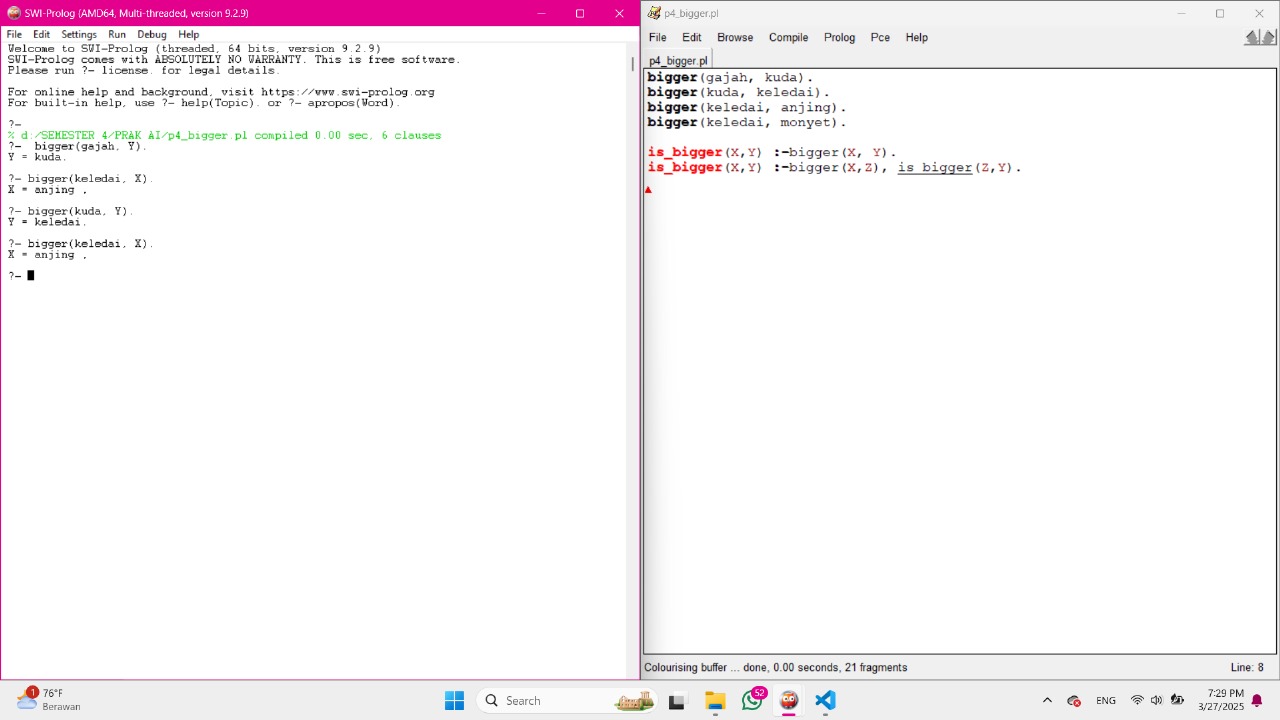 SWI-Prolog (AMD64, Multi-threaded, version 9.2.9)
File Edit Settings Run Debug Help
Welcome to SWI-Prolog (threaded, 64 bits, version 9.2.9)
SWI-Prolog comes with ABSOLUTELY NO WARRANTY. This is free software.
Please run ?- license. for legal details.
For online help and background, visit https://www.swi-prolog.org
For built-in help, use ?- help(Topic). or ?- apropos(Word).
?-
% d:/SEMESTER 4/PRAK AI/p4_bigger.pl compiled 0.00 sec, 6 clauses
?-  bigger(gajah, Y).
Y = kuda.
?- bigger(keledai, X).
X = anjing .
?- bigger(kuda, Y).
Y = keledai.
?- bigger(keledai, X).
X = anjing .
?-
p4_bigger.pl
File Edit Browse Compile Prolog Pce Help
p4_bigger.pl
bigger(gajah, kuda).
bigger(kuda, keledai).
bigger(keledai, anjing).
bigger(keledai, monyet).
is_bigger(X,Y) :-bigger(X, Y).
is_bigger(X,Y) :-bigger(X,Z), is_bigger(Z,Y).
Colourising buffer ... done, 0.00 seconds, 21 fragments
Line: 8
1
76°F
Berawan
Search
52
ENG
7:29 PM
3/27/2025